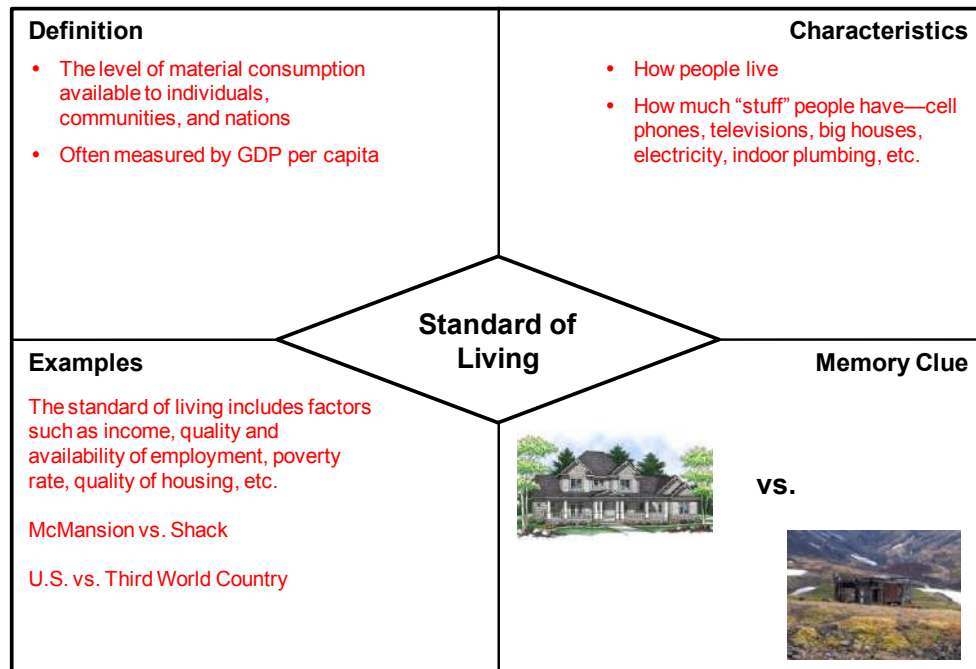 Definition
• The level of material consumption
available to individuals,
communities, and nations
• Often measured by GDP per capita
Characteristics
• How people live
• How much “stuff” people have—cell
phones, televisions, big houses,
electricity, indoor plumbing, etc.
Standard of
Living
Examples
The standard of living includes factors
such as income, quality and
availability of employment, poverty
rate, quality of housing, etc.
McMansion vs. Shack
U.S. vs. Third World Country
Memory Clue
vs.